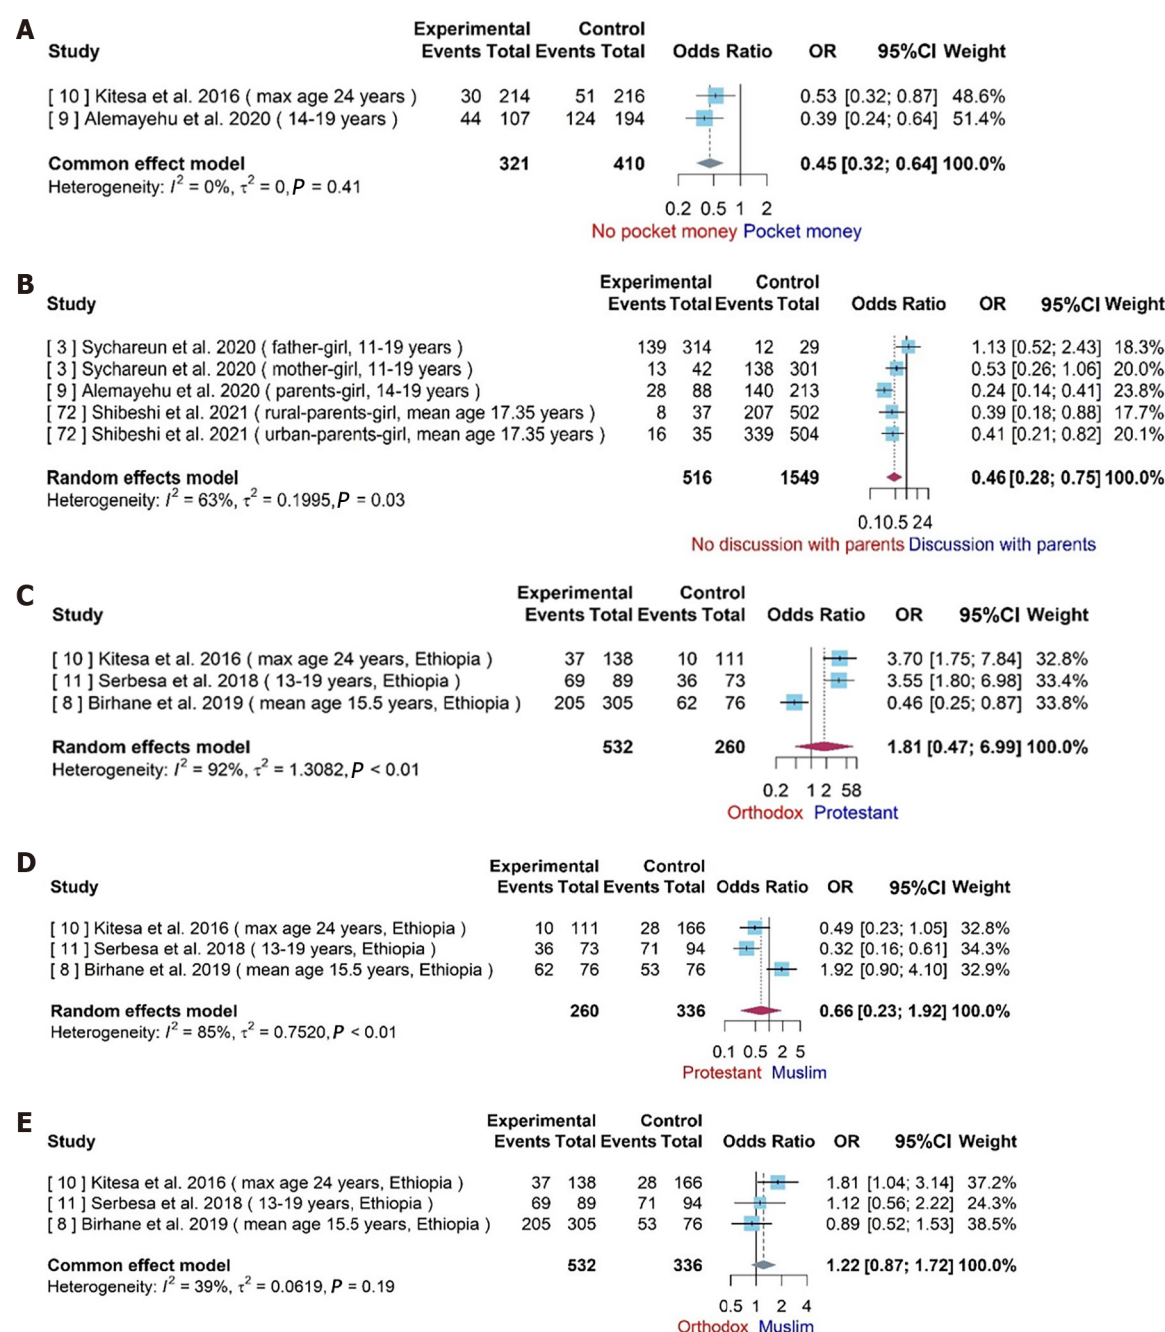 A
Experimental Control
Study Events Total Events Total Odds Ratio OR 95%CI Weight
[ 10 ] Kitesa et al. 2016 ( max age 24 years ) 30 214 51 216 0.53 [0.32; 0.87] 48.6%
[ 9 ] Alemayehu et al. 2020 ( 14-19 years ) 44 107 124 194 0.39 [0.24; 0.64] 51.4%
Common effect model 321 410 0.45 [0.32; 0.64] 100.0%
Heterogeneity: I² = 0%, τ² = 0, P = 0.41
0.2 0.5 1 2
No pocket money Pocket money
B
Experimental Control
Study Events Total Events Total Odds Ratio OR 95%CI Weight
[ 3 ] Sychareun et al. 2020 ( father-girl, 11-19 years ) 139 314 12 29 1.13 [0.52; 2.43] 18.3%
[ 3 ] Sychareun et al. 2020 ( mother-girl, 11-19 years ) 13 42 138 301 0.53 [0.26; 1.06] 20.0%
[ 9 ] Alemayehu et al. 2020 ( parents-girl, 14-19 years ) 28 88 140 213 0.24 [0.14; 0.41] 23.8%
[ 72 ] Shibeshi et al. 2021 ( rural-parents-girl, mean age 17.35 years ) 8 37 207 502 0.39 [0.18; 0.88] 17.7%
[ 72 ] Shibeshi et al. 2021 ( urban-parents-girl, mean age 17.35 years ) 16 35 339 504 0.41 [0.21; 0.82] 20.1%
Random effects model 516 1549 0.46 [0.28; 0.75] 100.0%
Heterogeneity: I² = 63%, τ² = 0.1995, P = 0.03
0.1 0.5 2 4
No discussion with parents Discussion with parents
C
Experimental Control
Study Events Total Events Total Odds Ratio OR 95%CI Weight
[ 10 ] Kitesa et al. 2016 ( max age 24 years, Ethiopia ) 37 138 10 111 3.70 [1.75; 7.84] 32.8%
[ 11 ] Serbesa et al. 2018 ( 13-19 years, Ethiopia ) 69 89 36 73 3.55 [1.80; 6.98] 33.4%
[ 8 ] Birhane et al. 2019 ( mean age 15.5 years, Ethiopia ) 205 305 62 76 0.46 [0.25; 0.87] 33.8%
Random effects model 532 260 1.81 [0.47; 6.99] 100.0%
Heterogeneity: I² = 92%, τ² = 1.3082, P < 0.01
0.2 1 2 5 8
Orthodox Protestant
D
Experimental Control
Study Events Total Events Total Odds Ratio OR 95%CI Weight
[ 10 ] Kitesa et al. 2016 ( max age 24 years, Ethiopia ) 10 111 28 166 0.49 [0.23; 1.05] 32.8%
[ 11 ] Serbesa et al. 2018 ( 13-19 years, Ethiopia ) 36 73 71 94 0.32 [0.16; 0.61] 34.3%
[ 8 ] Birhane et al. 2019 ( mean age 15.5 years, Ethiopia ) 62 76 53 76 1.92 [0.90; 4.10] 32.9%
Random effects model 260 336 0.66 [0.23; 1.92] 100.0%
Heterogeneity: I² = 85%, τ² = 0.7520, P < 0.01
0.1 0.5 2 5
Protestant Muslim
E
Experimental Control
Study Events Total Events Total Odds Ratio OR 95%CI Weight
[ 10 ] Kitesa et al. 2016 ( max age 24 years, Ethiopia ) 37 138 28 166 1.81 [1.04; 3.14] 37.2%
[ 11 ] Serbesa et al. 2018 ( 13-19 years, Ethiopia ) 69 89 71 94 1.12 [0.56; 2.22] 24.3%
[ 8 ] Birhane et al. 2019 ( mean age 15.5 years, Ethiopia ) 205 305 53 76 0.89 [0.52; 1.53] 38.5%
Common effect model 532 336 1.22 [0.87; 1.72] 100.0%
Heterogeneity: I² = 39%, τ² = 0.0619, P = 0.19
0.5 1 2 4
Orthodox Muslim